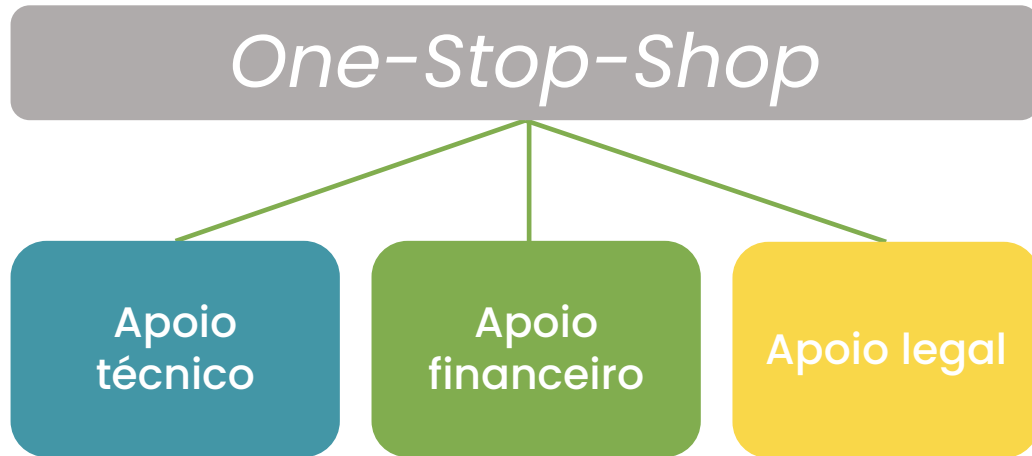 One-Stop-Shop
Apoio
técnico
Apoio
financeiro
Apoio legal